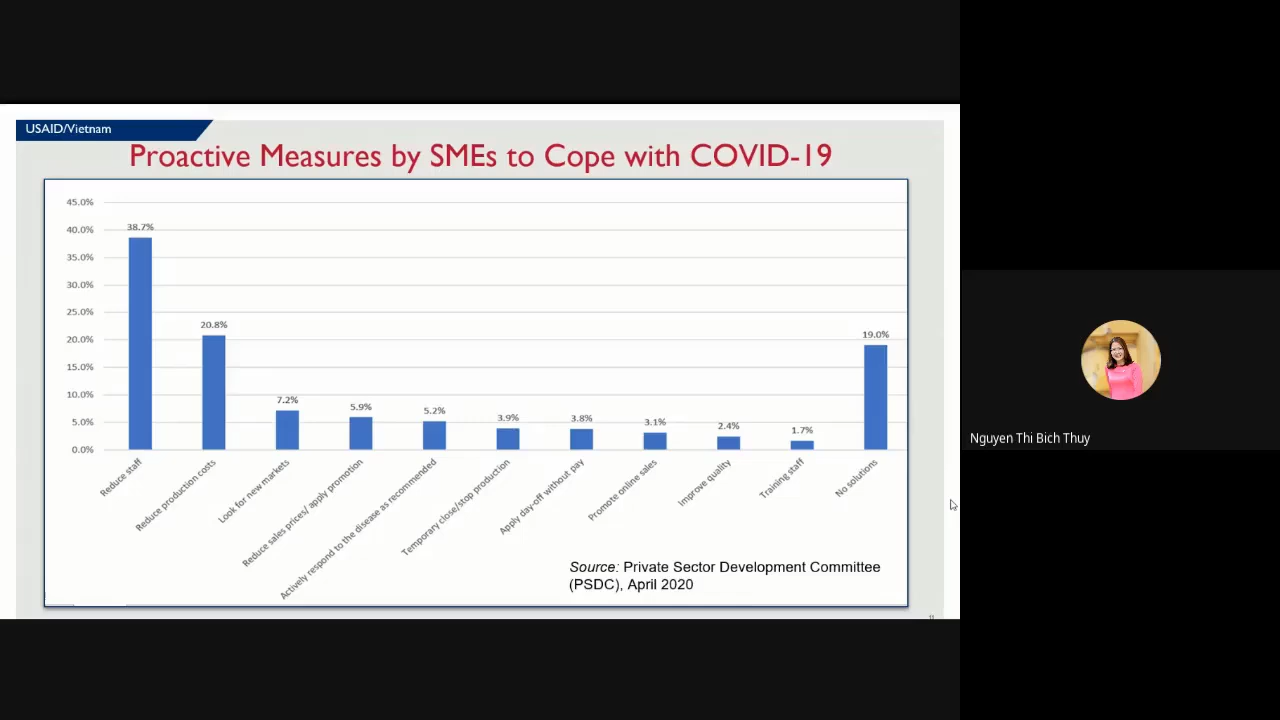 USAID/Vietnam
Proactive Measures by SMEs to Cope with COVID-19
45.0%
40.0%
35.0%
30.0%
25.0%
20.0%
15.0%
10.0%
5.0%
0.0%
38.7%
20.8%
7.2%
5.9%
5.2%
3.9%
3.8%
3.1%
2.4%
1.7%
19.0%
Reduce staff
Reduce production costs
Look for new markets
Reduce sales prices/ apply promotion
Actively respond to the disease as recommended
Temporary close/stop production
Apply day-off without pay
Promote online sales
Improve quality
Training staff
No solutions
Source: Private Sector Development Committee
(PSDC), April 2020
Nguyen Thi Bich Thuy